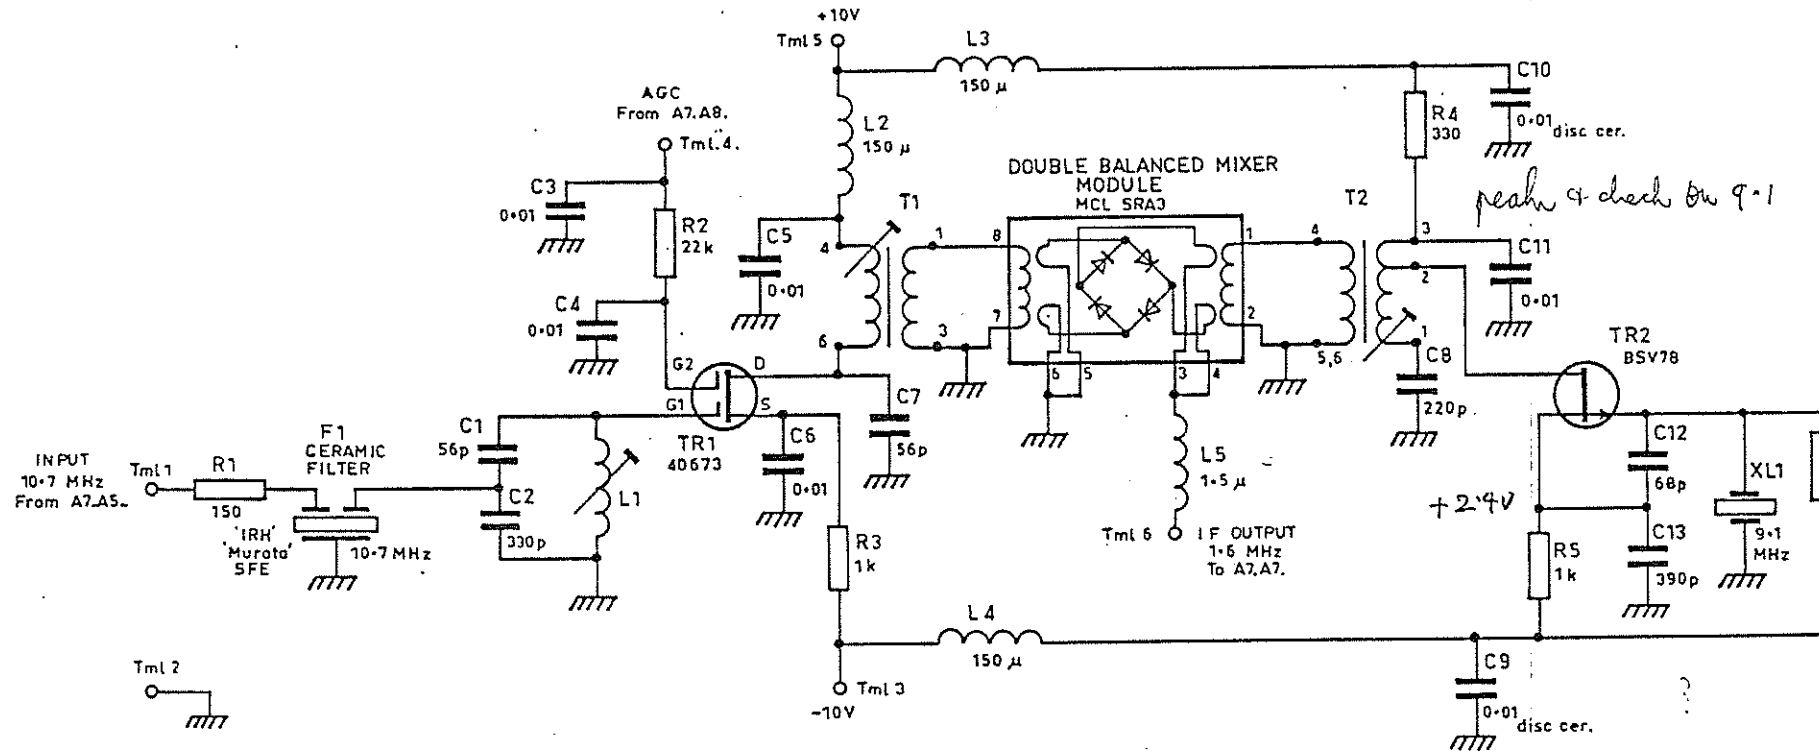 +10V
Tml 5
L3
150 µ
AGC
From A7.A8.
Tml.4.
C3
0·01
R2
22k
C4
0·01
L2
150 µ
C5
0·01
T1
4
6
1
3
DOUBLE BALANCED MIXER
MODULE
MCL SRA3
8
7
1
2
6
5
3
4
T2
4
5,6
3
2
1
R4
330
C10
0·01
disc cer.
peak & check on 9·1
C11
0·01
C8
220p
TR2
BSV78
G2
D
G1
S
TR1
40673
C7
56p
C6
0·01
INPUT
10·7 MHz
From A7.A5.
Tml 1
R1
150
F1
CERAMIC
FILTER
'IRH'
'Murata'
SFE
10·7 MHz
C1
56p
C2
330p
L1
L5
1·5 µ
Tml 6
IF OUTPUT
1·6 MHz
To A7.A7.
+2·4V
C12
68p
C13
390p
XL1
9·1
MHz
R5
1k
R3
1k
L4
150 µ
Tml 3
-10V
C9
0·01
disc cer.
?
Tml 2